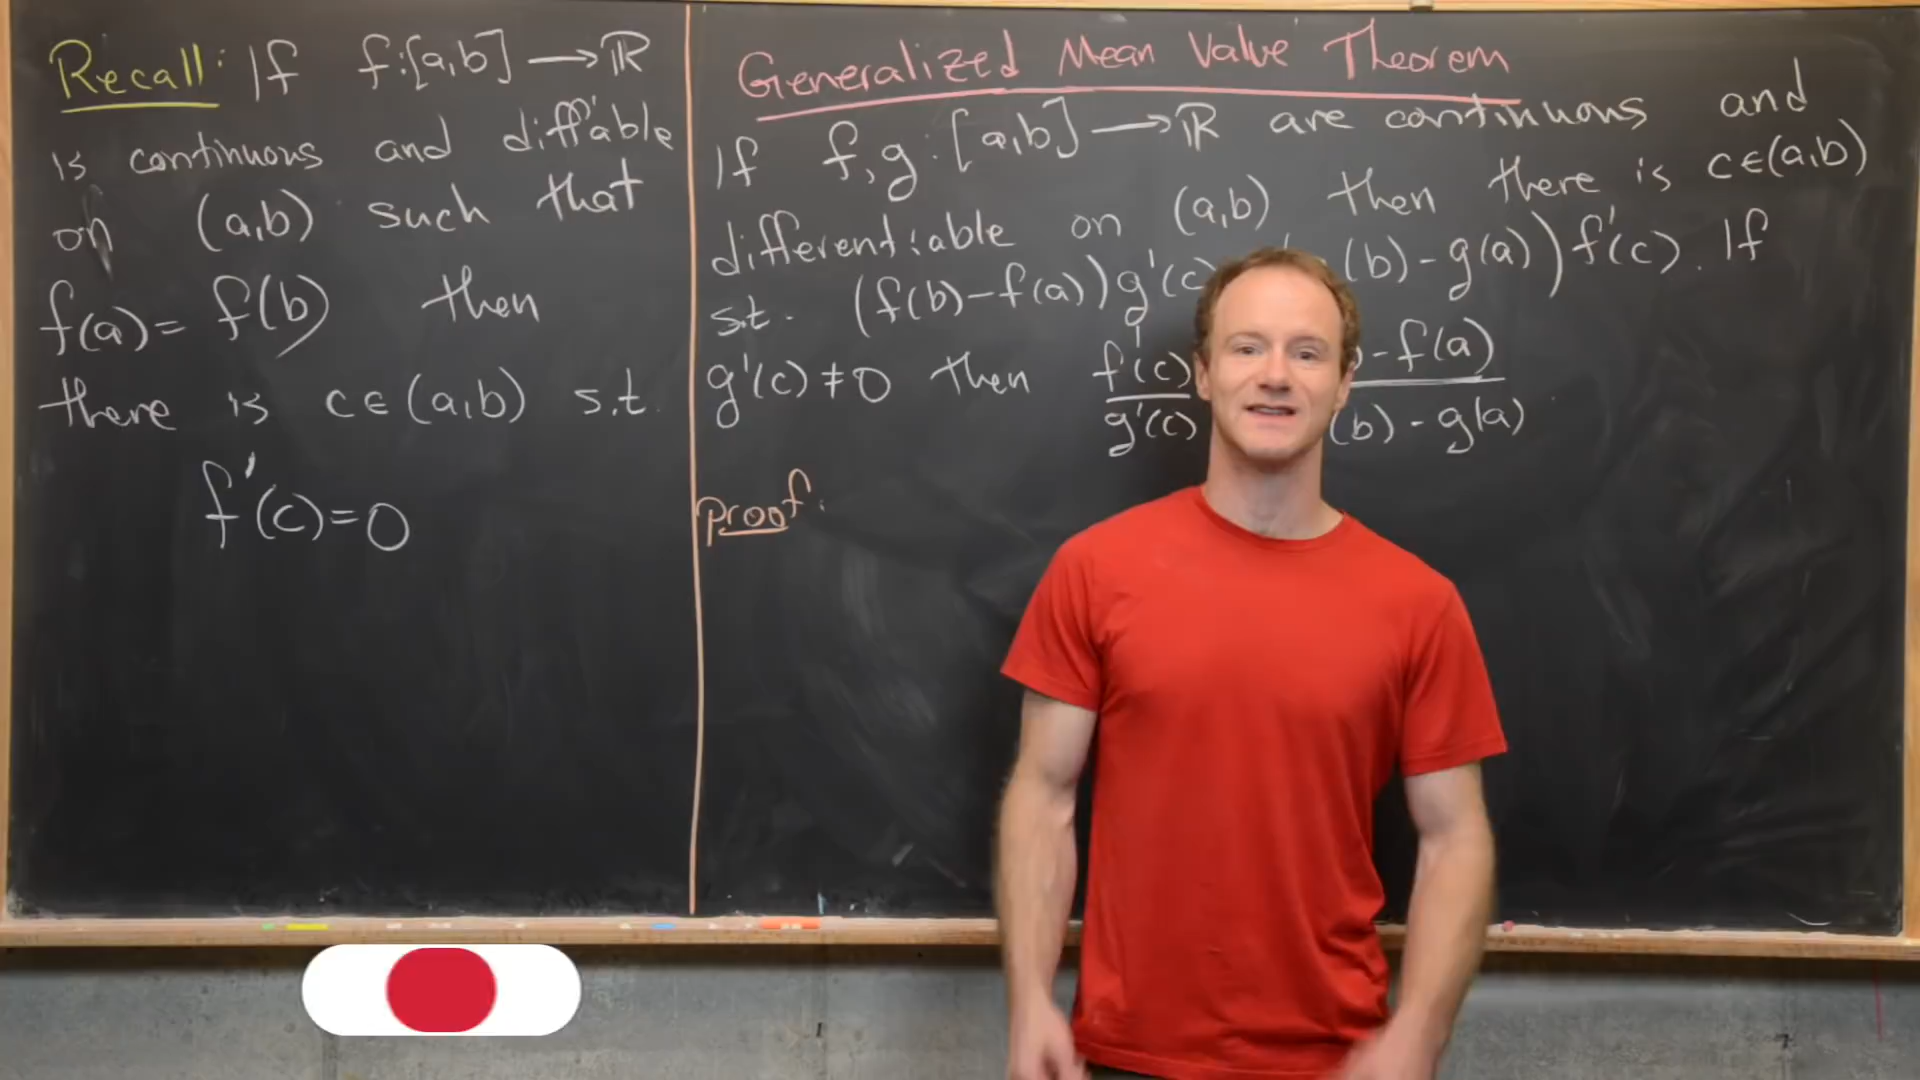 Recall: If f:[a,b] → ℝ
is continuous and diff'able
on (a,b) such that
f(a) = f(b) then
there is c∈(a,b) s.t.
f'(c)=0
Generalized Mean Value Theorem
If f,g:[a,b] → ℝ are continuous and
differentiable on (a,b) then there is c∈(a,b)
s.t. (f(b)-f(a))g'(c) (b)-g(a))f'(c). If
g'(c)≠0 then f'(c) -f(a)
g'(c) (b)-g(a)
Proof: